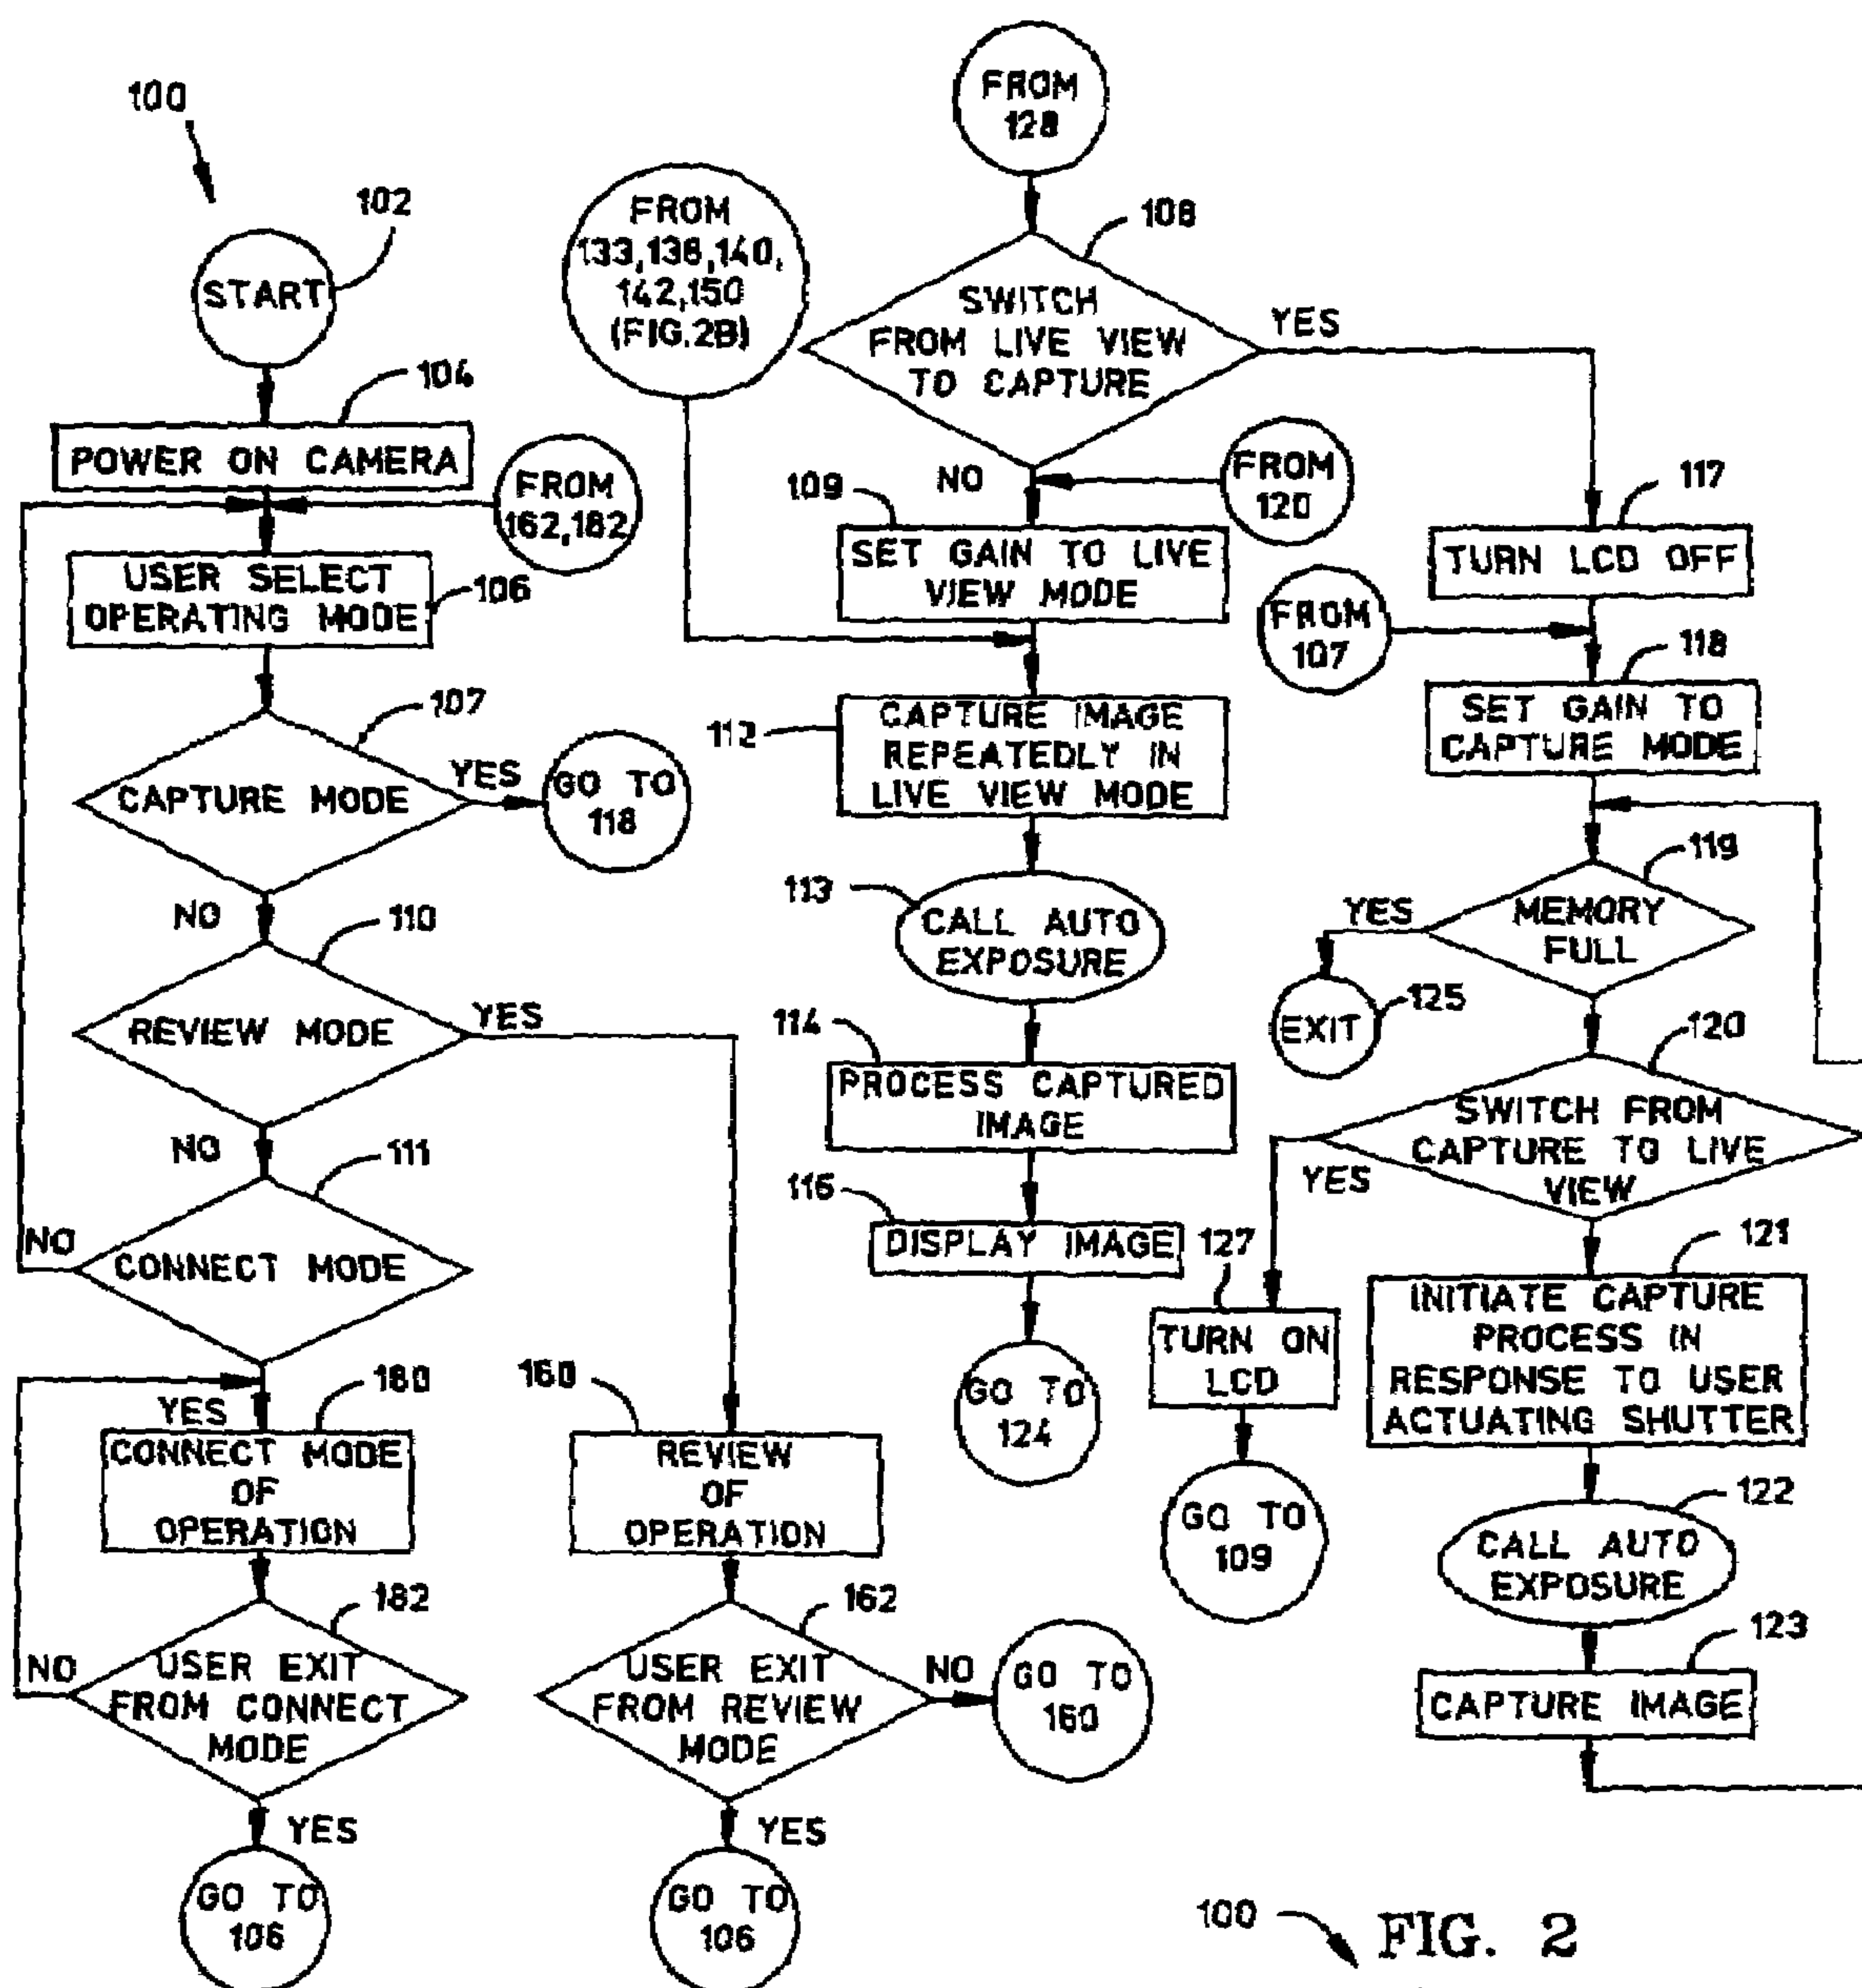 100
102
START
104
POWER ON CAMERA
FROM
162,182
USER SELECT
OPERATING MODE
106
107
CAPTURE MODE
YES
GO TO
118
NO
110
REVIEW MODE
YES
NO
111
CONNECT MODE
NO
YES
180
CONNECT MODE
OF
OPERATION
182
USER EXIT
FROM CONNECT
MODE
NO
YES
GO TO
106
160
REVIEW
OF
OPERATION
162
USER EXIT
FROM REVIEW
MODE
NO
GO TO
160
YES
GO TO
106
FROM
128
FROM
133,138,140,
142,150
(FIG.2B)
108
SWITCH
FROM LIVE VIEW
TO CAPTURE
YES
NO
FROM
120
109
SET GAIN TO LIVE
VIEW MODE
112
CAPTURE IMAGE
REPEATEDLY IN
LIVE VIEW MODE
113
CALL AUTO
EXPOSURE
114
PROCESS CAPTURED
IMAGE
116
DISPLAY IMAGE
GO TO
124
117
TURN LCD OFF
FROM
107
118
SET GAIN TO
CAPTURE MODE
119
MEMORY
FULL
YES
EXIT
125
120
SWITCH FROM
CAPTURE TO LIVE
VIEW
YES
127
TURN ON
LCD
GO TO
109
121
INITIATE CAPTURE
PROCESS IN
RESPONSE TO USER
ACTUATING SHUTTER
122
CALL AUTO
EXPOSURE
123
CAPTURE IMAGE
100
FIG. 2